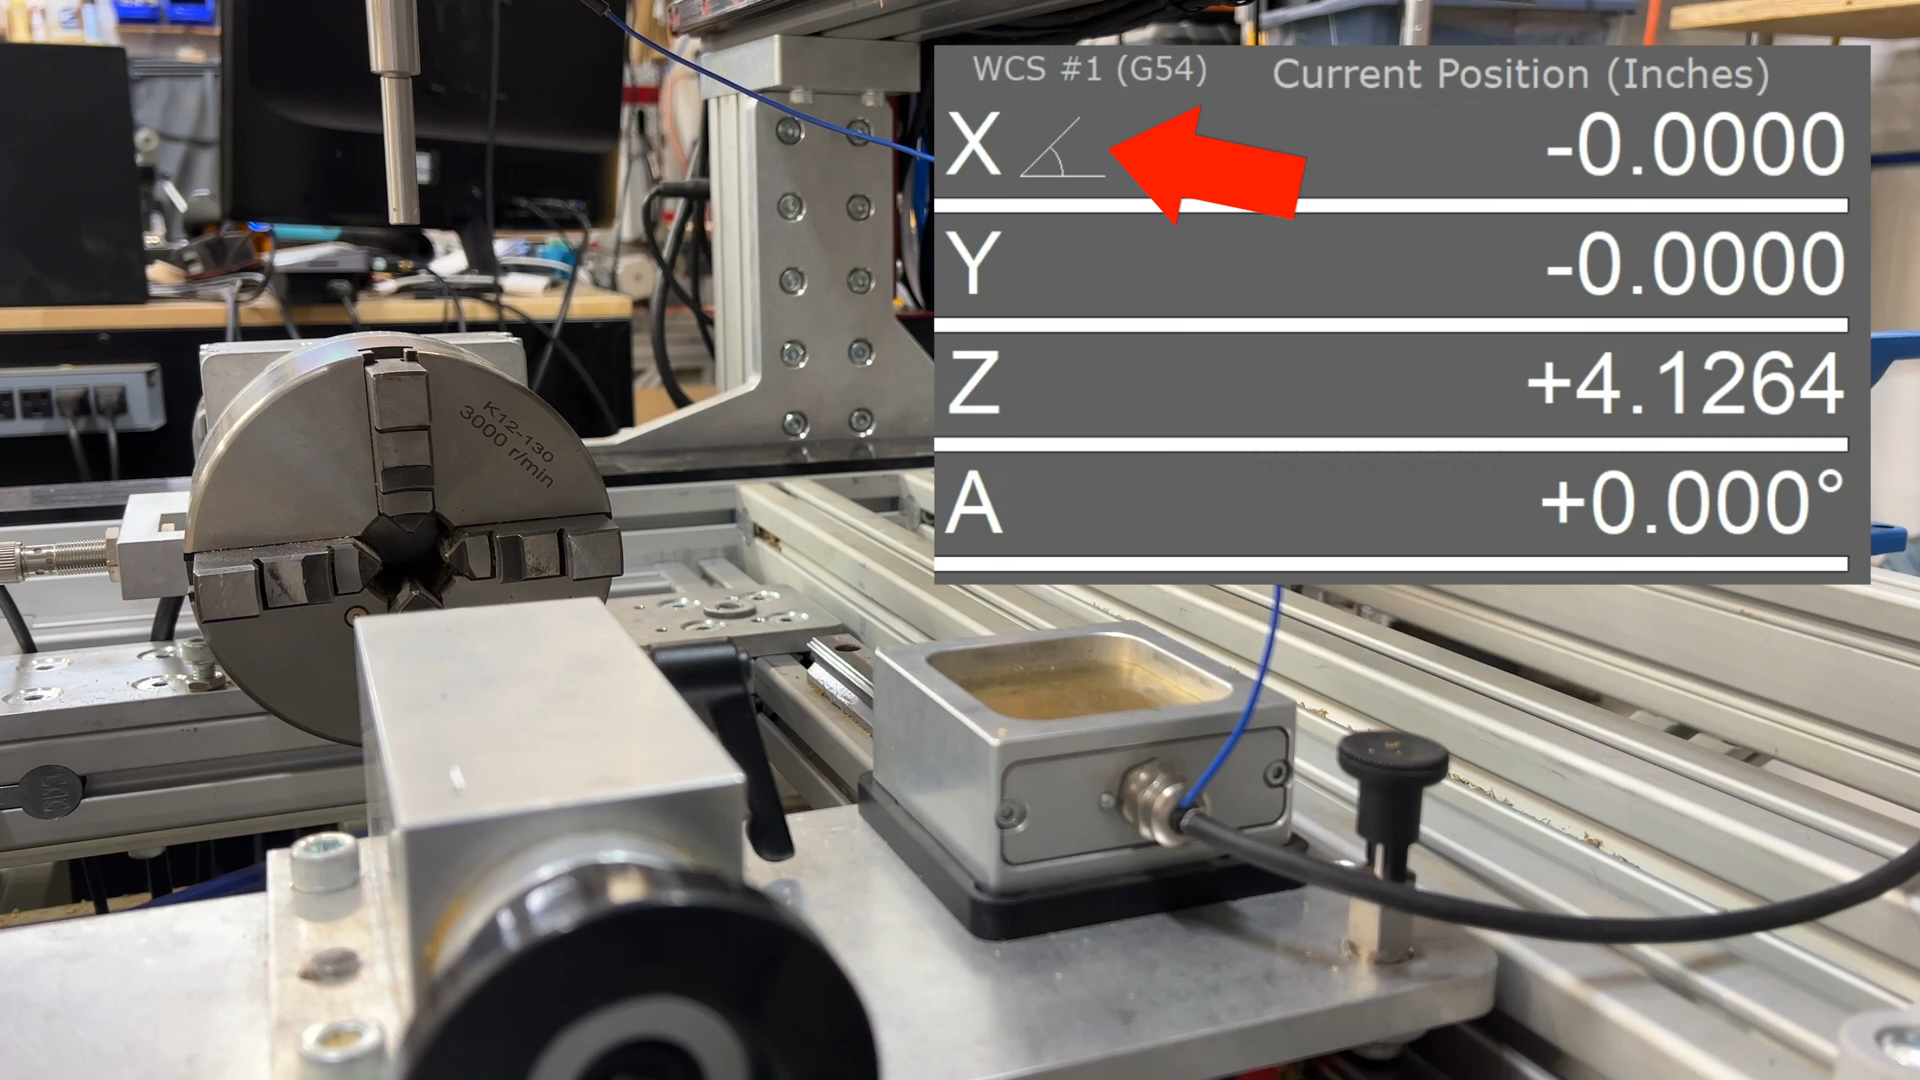 WCS #1 (G54) Current Position (Inches)
X -0.0000
Y -0.0000
Z +4.1264
A +0.000°
K12-130
3000 r/min